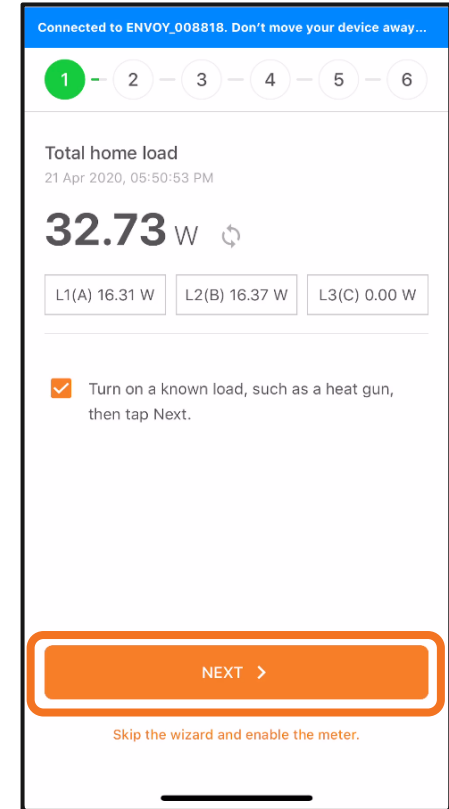 Connected to ENVOY_008818. Don’t move your device away...
1 2 3 4 5 6
Total home load
21 Apr 2020, 05:50:53 PM
32.73 W
L1(A) 16.31 W L2(B) 16.37 W L3(C) 0.00 W
Turn on a known load, such as a heat gun,
then tap Next.
NEXT
Skip the wizard and enable the meter.